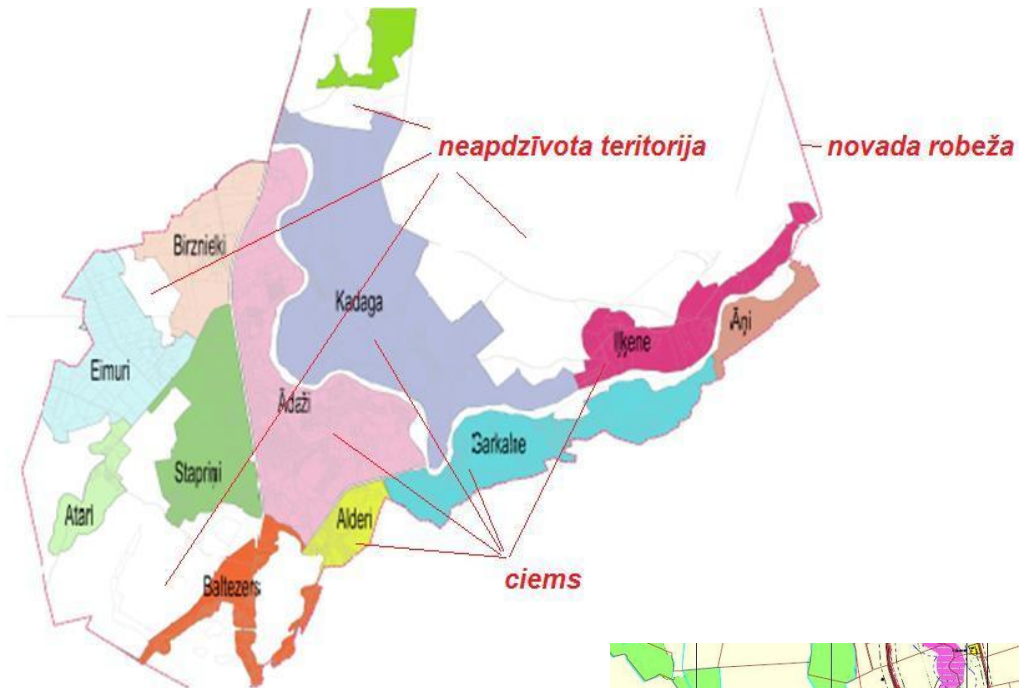 neapdzīvota teritorija
novada robeža
Birznieki
Kadaga
Āņi
Iļķene
Eimuri
Ādaži
Garkalne
Stapriņi
Atari
Alderi
ciems
Baltezers